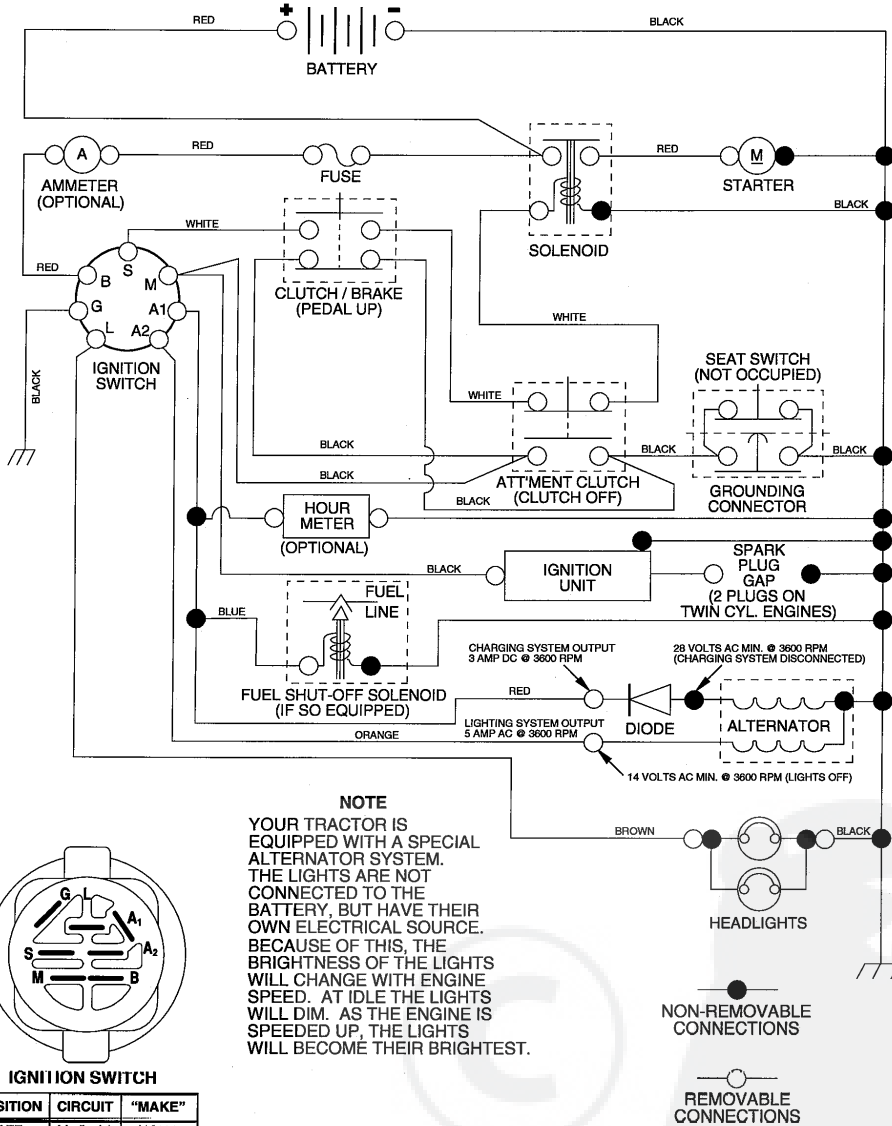 RED
+
-
BLACK
BATTERY
A
RED
AMMETER
(OPTIONAL)
FUSE
RED
M
STARTER
BLACK
SOLENOID
WHITE
CLUTCH / BRAKE
(PEDAL UP)
RED
S
B
M
G
A1
L
A2
IGNITION
SWITCH
BLACK
WHITE
SEAT SWITCH
(NOT OCCUPIED)
WHITE
BLACK
BLACK
BLACK
BLACK
BLACK
ATT'MENT CLUTCH
(CLUTCH OFF)
GROUNDING
CONNECTOR
HOUR
METER
(OPTIONAL)
BLACK
IGNITION
UNIT
SPARK
PLUG
GAP
(2 PLUGS ON
TWIN CYL. ENGINES)
BLUE
FUEL
LINE
FUEL SHUT-OFF SOLENOID
(IF SO EQUIPPED)
CHARGING SYSTEM OUTPUT
3 AMP DC @ 3600 RPM
28 VOLTS AC MIN. @ 3600 RPM
(CHARGING SYSTEM DISCONNECTED)
RED
DIODE
ALTERNATOR
LIGHTING SYSTEM OUTPUT
5 AMP AC @ 3600 RPM
ORANGE
14 VOLTS AC MIN. @ 3600 RPM (LIGHTS OFF)
BROWN
BLACK
HEADLIGHTS
NOTE
YOUR TRACTOR IS
EQUIPPED WITH A SPECIAL
ALTERNATOR SYSTEM.
THE LIGHTS ARE NOT
CONNECTED TO THE
BATTERY, BUT HAVE THEIR
OWN ELECTRICAL SOURCE.
BECAUSE OF THIS, THE
BRIGHTNESS OF THE LIGHTS
WILL CHANGE WITH ENGINE
SPEED. AT IDLE THE LIGHTS
WILL DIM. AS THE ENGINE IS
SPEEDED UP, THE LIGHTS
WILL BECOME THEIR BRIGHTEST.
G
L
A1
S
A2
M
B
IGNITION SWITCH
SITION CIRCUIT "MAKE"
NON-REMOVABLE
CONNECTIONS
REMOVABLE
CONNECTIONS